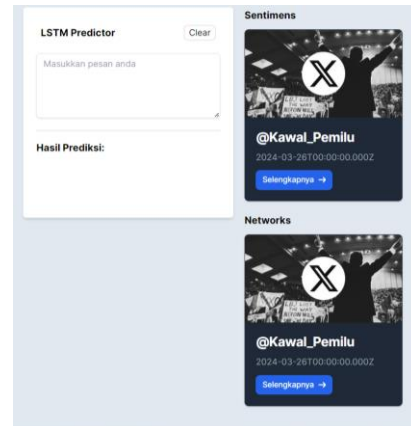 LSTM Predictor
Clear
Masukkan pesan anda
Hasil Prediksi:
Sentimens
@Kawal_Pemilu
2024-03-26T00:00:00.000Z
Selengkapnya →
Networks
@Kawal_Pemilu
2024-03-26T00:00:00.000Z
Selengkapnya →